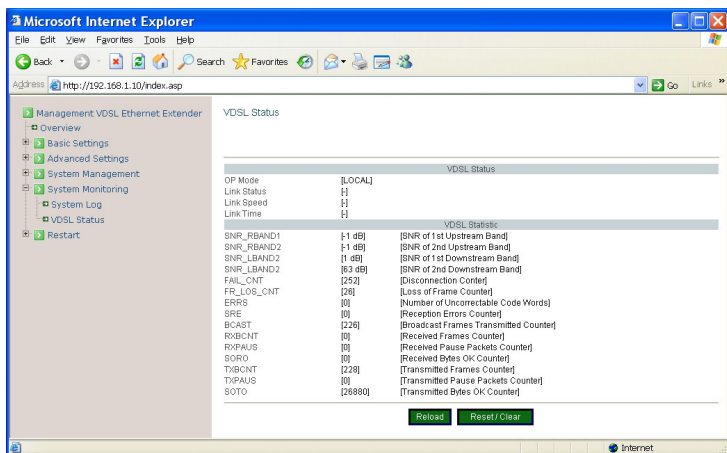 Microsoft Internet Explorer
File Edit View Favorites Tools Help
Back Search Favorites
Address http://192.168.1.10/index.asp Go Links »
Management VDSL Ethernet Extender
Overview
Basic Settings
Advanced Settings
System Management
System Monitoring
System Log
VDSL Status
Restart
VDSL Status
VDSL Status
OP Mode [LOCAL]
Link Status [-]
Link Speed [-]
Link Time [-]
VDSL Statistic
SNR_RBAND1 [-1 dB] [SNR of 1st Upstream Band]
SNR_RBAND2 [-1 dB] [SNR of 2nd Upstream Band]
SNR_LBAND2 [1 dB] [SNR of 1st Downstream Band]
SNR_LBAND2 [63 dB] [SNR of 2nd Downstream Band]
FAIL_CNT [252] [Disconnection Conter]
FR_LOS_CNT [26] [Loss of Frame Counter]
ERRS [0] [Number of Uncorrectable Code Words]
SRE [0] [Reception Errors Counter]
BCAST [226] [Broadcast Frames Transmitted Counter]
RXBCNT [0] [Received Frames Counter]
RXPAUS [0] [Received Pause Packets Counter]
SORO [0] [Received Bytes OK Counter]
TXBCNT [228] [Transmitted Frames Counter]
TXPAUS [0] [Transmitted Pause Packets Counter]
SOTO [26880] [Transmitted Bytes OK Counter]
Reload Reset / Clear
Internet